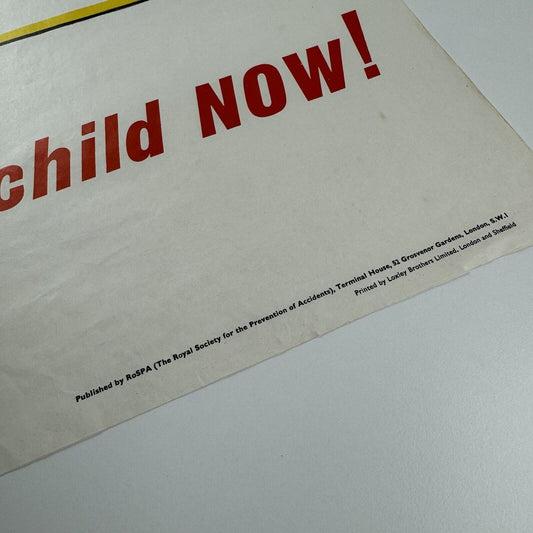 child NOW!
Published by RoSPA (The Royal Society for the Prevention of Accidents), Terminal House, 52 Grosvenor Gardens, London, S.W.1
Printed by Loxley Brothers Limited, London and Sheffield